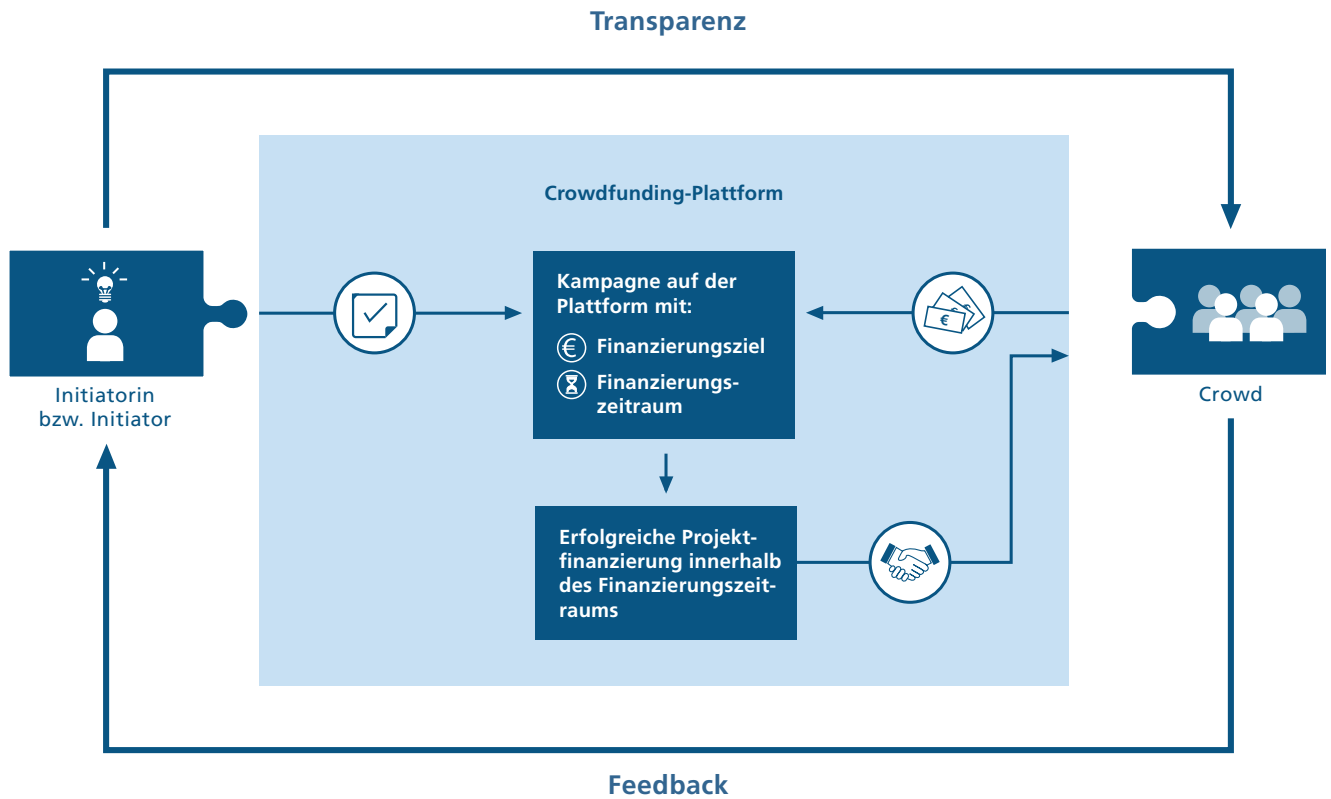 Transparenz
Crowdfunding-Plattform
Kampagne auf der
Plattform mit:
€ Finanzierungsziel
Finanzierungs-
zeitraum
€
Initiatorin
bzw. Initiator
Crowd
Erfolgreiche Projekt-
finanzierung innerhalb
des Finanzierungszeit-
raums
Feedback